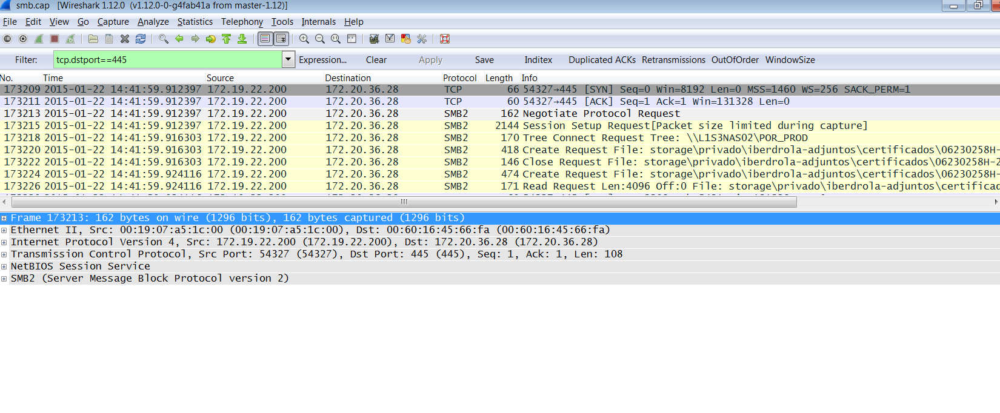 smb.cap [Wireshark 1.12.0 (v1.12.0-0-g4fab41a from master-1.12)]
File Edit View Go Capture Analyze Statistics Telephony Tools Internals Help
Filter: tcp.dstport==445 Expression... Clear Apply Save Inditex Duplicated ACKs Retransmissions OutOfOrder WindowSize
No. Time Source Destination Protocol Length Info
173209 2015-01-22 14:41:59.912397 172.19.22.200 172.20.36.28 TCP 66 54327→445 [SYN] Seq=0 Win=8192 Len=0 MSS=1460 WS=256 SACK_PERM=1
173211 2015-01-22 14:41:59.912397 172.19.22.200 172.20.36.28 TCP 60 54327→445 [ACK] Seq=1 Ack=1 Win=131328 Len=0
173213 2015-01-22 14:41:59.912397 172.19.22.200 172.20.36.28 SMB2 162 Negotiate Protocol Request
173215 2015-01-22 14:41:59.912397 172.19.22.200 172.20.36.28 SMB2 2144 Session Setup Request[Packet size limited during capture]
173218 2015-01-22 14:41:59.916303 172.19.22.200 172.20.36.28 SMB2 170 Tree Connect Request Tree: \\L1S3NAS02\POR_PROD
173220 2015-01-22 14:41:59.916303 172.19.22.200 172.20.36.28 SMB2 418 Create Request File: storage\privado\iberdrola-adjuntos\certificados\06230258H-
173222 2015-01-22 14:41:59.916303 172.19.22.200 172.20.36.28 SMB2 146 Close Request File: storage\privado\iberdrola-adjuntos\certificados\06230258H-2
173224 2015-01-22 14:41:59.924116 172.19.22.200 172.20.36.28 SMB2 474 Create Request File: storage\privado\iberdrola-adjuntos\certificados\06230258H-
173226 2015-01-22 14:41:59.924116 172.19.22.200 172.20.36.28 SMB2 171 Read Request Len:4096 Off:0 File: storage\privado\iberdrola-adjuntos\certificad
Frame 173213: 162 bytes on wire (1296 bits), 162 bytes captured (1296 bits)
Ethernet II, Src: 00:19:07:a5:1c:00 (00:19:07:a5:1c:00), Dst: 00:60:16:45:66:fa (00:60:16:45:66:fa)
Internet Protocol Version 4, Src: 172.19.22.200 (172.19.22.200), Dst: 172.20.36.28 (172.20.36.28)
Transmission Control Protocol, Src Port: 54327 (54327), Dst Port: 445 (445), Seq: 1, Ack: 1, Len: 108
NetBIOS Session Service
SMB2 (Server Message Block Protocol version 2)